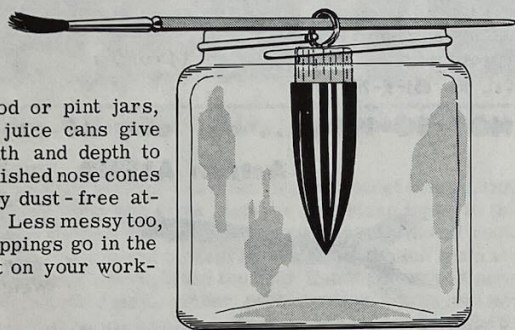 od or pint jars,
juice cans give
th and depth to
ished nose cones
y dust-free at-
Less messy too,
ppings go in the
t on your work-